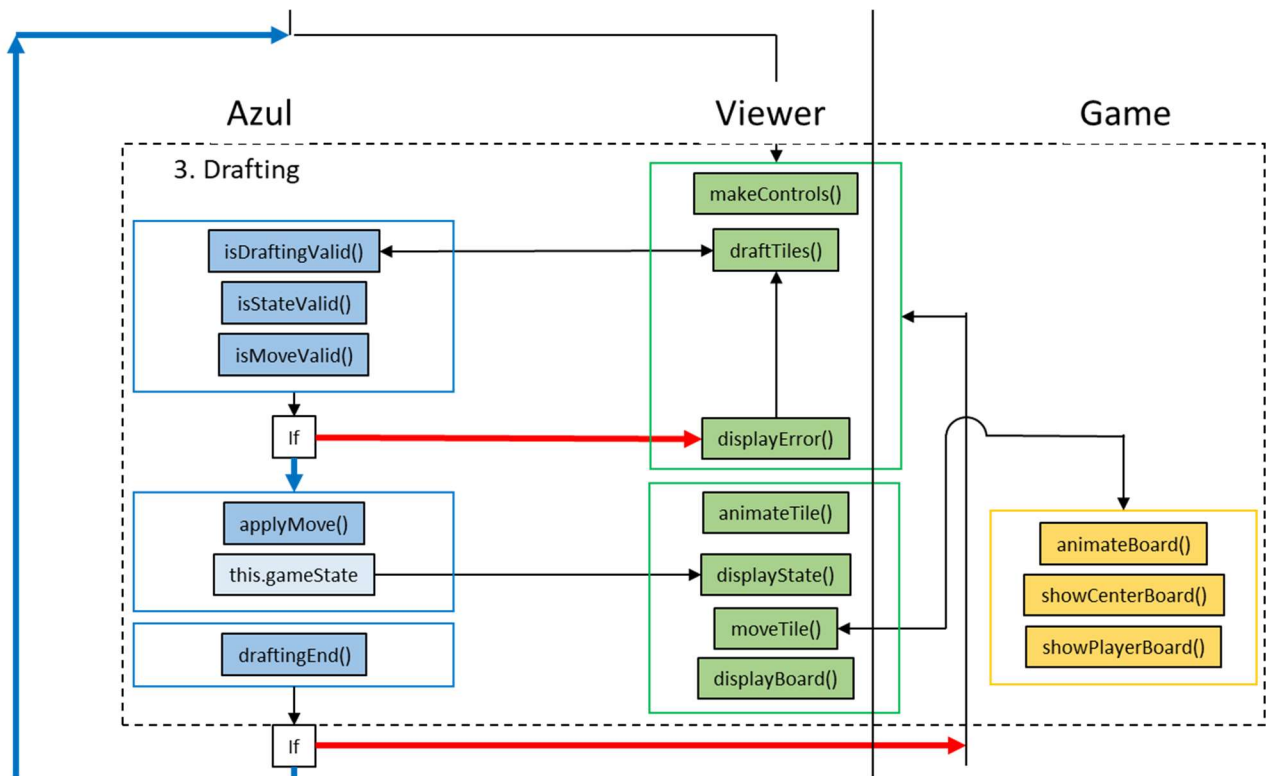 Azul
Viewer
Game
3. Drafting
makeControls()
isDraftingValid()
draftTiles()
isStateValid()
isMoveValid()
If
displayError()
applyMove()
animateTile()
animateBoard()
this.gameState
displayState()
showCenterBoard()
moveTile()
showPlayerBoard()
draftingEnd()
displayBoard()
If